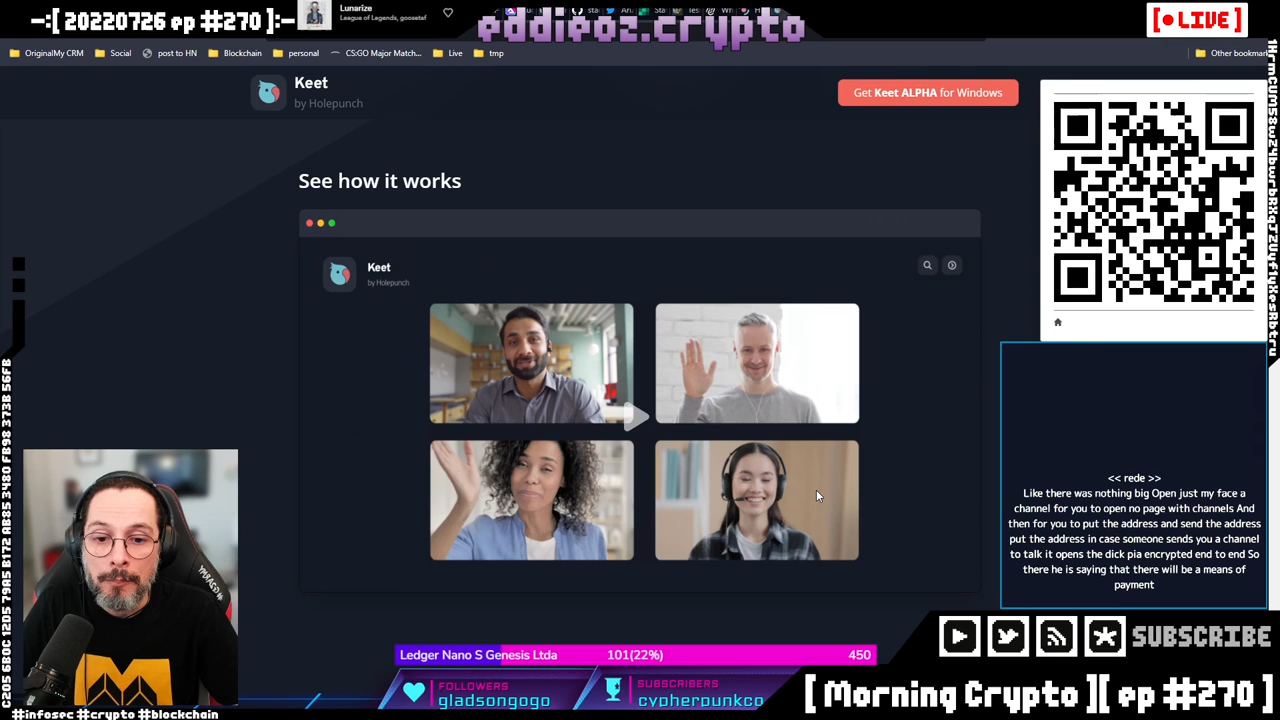 -:[ 20220726 ep #270 ]:-
Lunarize
League of Legends, goosetaf
eddieoz.crypto
[● LIVE]
OriginalMy CRM
Social
post to HN
Blockchain
personal
CS:GO Major Match...
Live
tmp
Other bookmar
Keet
by Holepunch
Get Keet ALPHA for Windows
See how it works
Keet
by Holepunch
<< rede >>
Like there was nothing big Open just my face a
channel for you to open no page with channels And
then for you to put the address and send the address
put the address in case someone sends you a channel
to talk it opens the dick pia encrypted end to end So
there he is saying that there will be a means of
payment
SUBSCRIBE
Ledger Nano S Genesis Ltda 101(22%) 450
FOLLOWERS
gladsongogo
SUBSCRIBERS
cypherpunkco
[ Morning Crypto ][ ep #270 ]
#infosec #crypto #blockchain